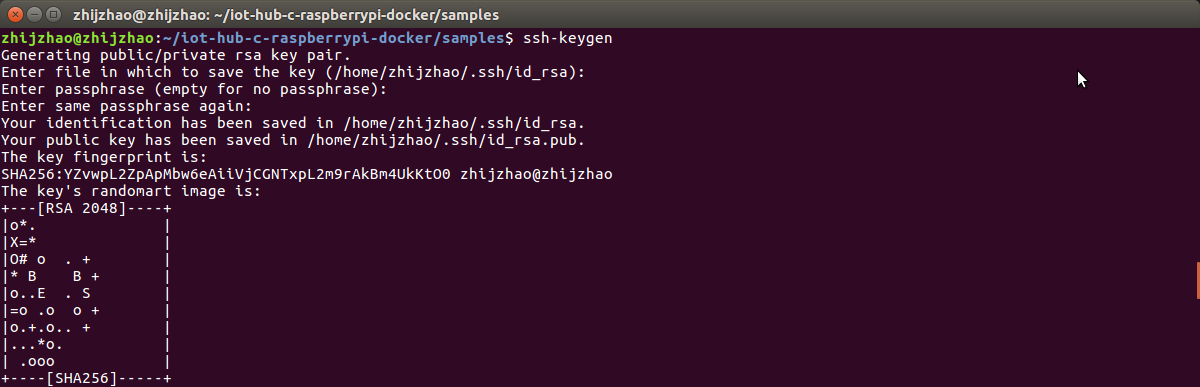 zhijzhao@zhijzhao: ~/iot-hub-c-raspberrypi-docker/samples
zhijzhao@zhijzhao:~/iot-hub-c-raspberrypi-docker/samples$ ssh-keygen
Generating public/private rsa key pair.
Enter file in which to save the key (/home/zhijzhao/.ssh/id_rsa):
Enter passphrase (empty for no passphrase):
Enter same passphrase again:
Your identification has been saved in /home/zhijzhao/.ssh/id_rsa.
Your public key has been saved in /home/zhijzhao/.ssh/id_rsa.pub.
The key fingerprint is:
SHA256:YZvwpL2ZpApMbw6eAiiVjCGNTxpL2m9rAkBm4UkKtO0 zhijzhao@zhijzhao
The key's randomart image is:
+---[RSA 2048]----+
|o*.              |
|X=*              |
|O# o  . +        |
|* B    B +       |
|o..E  . S        |
|=o .o  o +       |
|o.+.o.. +        |
|...*o.           |
| .ooo            |
+----[SHA256]-----+